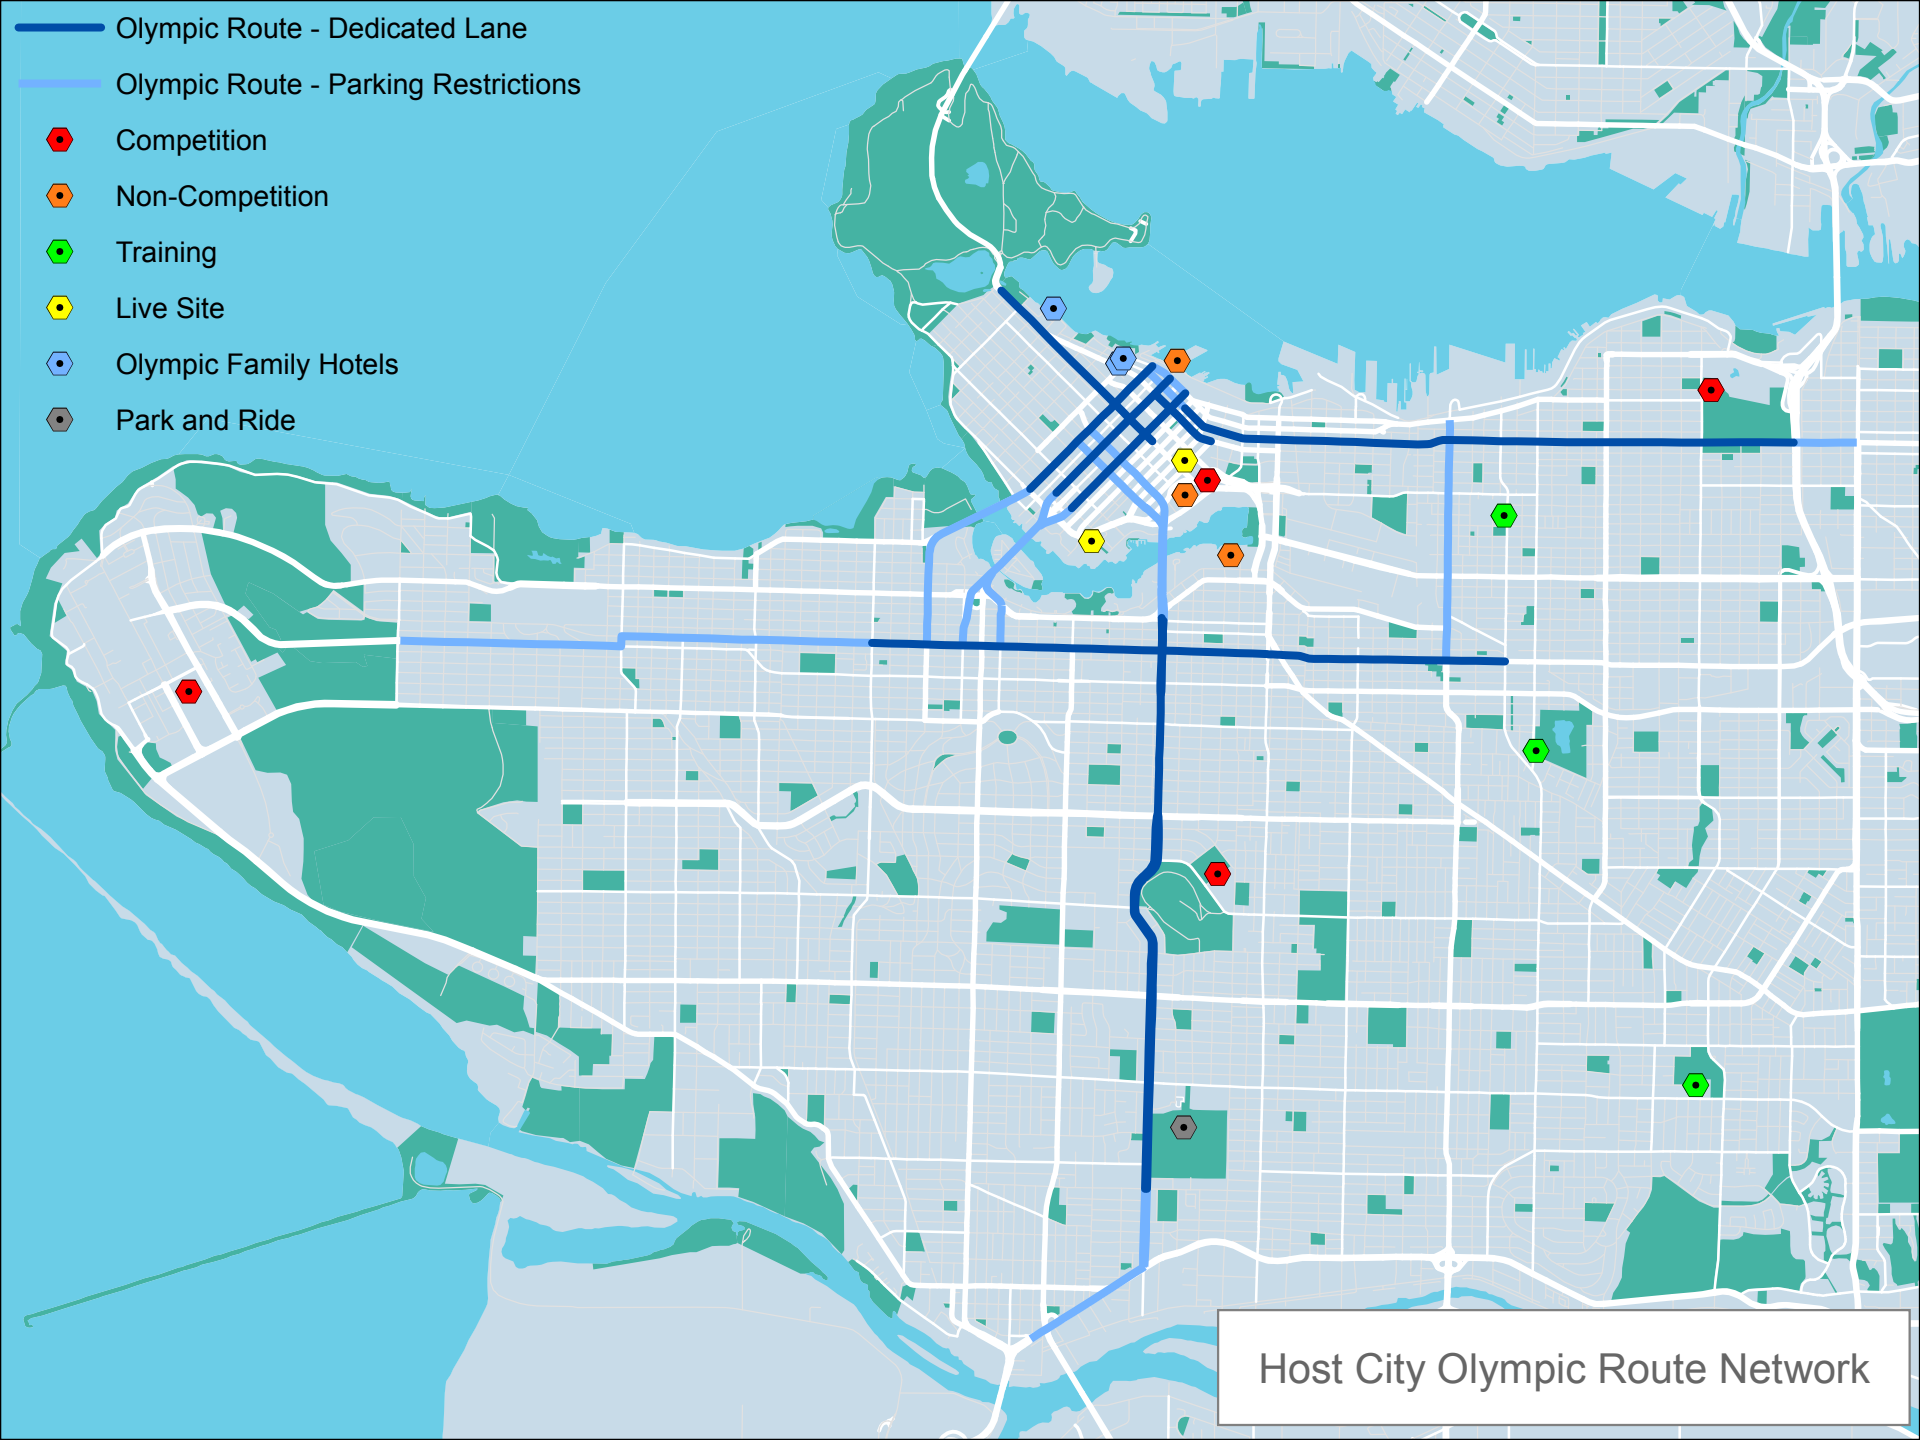 Olympic Route - Dedicated Lane
Olympic Route - Parking Restrictions
Competition
Non-Competition
Training
Live Site
Olympic Family Hotels
Park and Ride
Host City Olympic Route Network